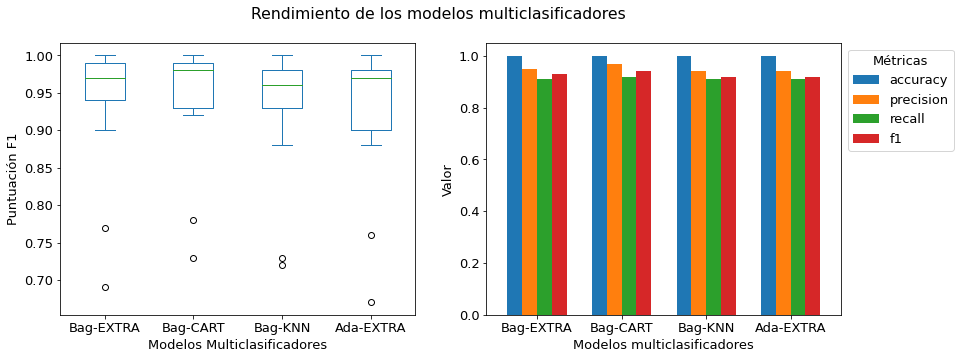 Rendimiento de los modelos multiclasificadores
Puntuación F1
1.00
0.95
0.90
0.85
0.80
0.75
0.70
Bag-EXTRA Bag-CART Bag-KNN Ada-EXTRA
Modelos Multiclasificadores
Valor
1.0
0.8
0.6
0.4
0.2
0.0
Bag-EXTRA Bag-CART Bag-KNN Ada-EXTRA
Modelos multiclasificadores
Métricas
accuracy
precision
recall
f1